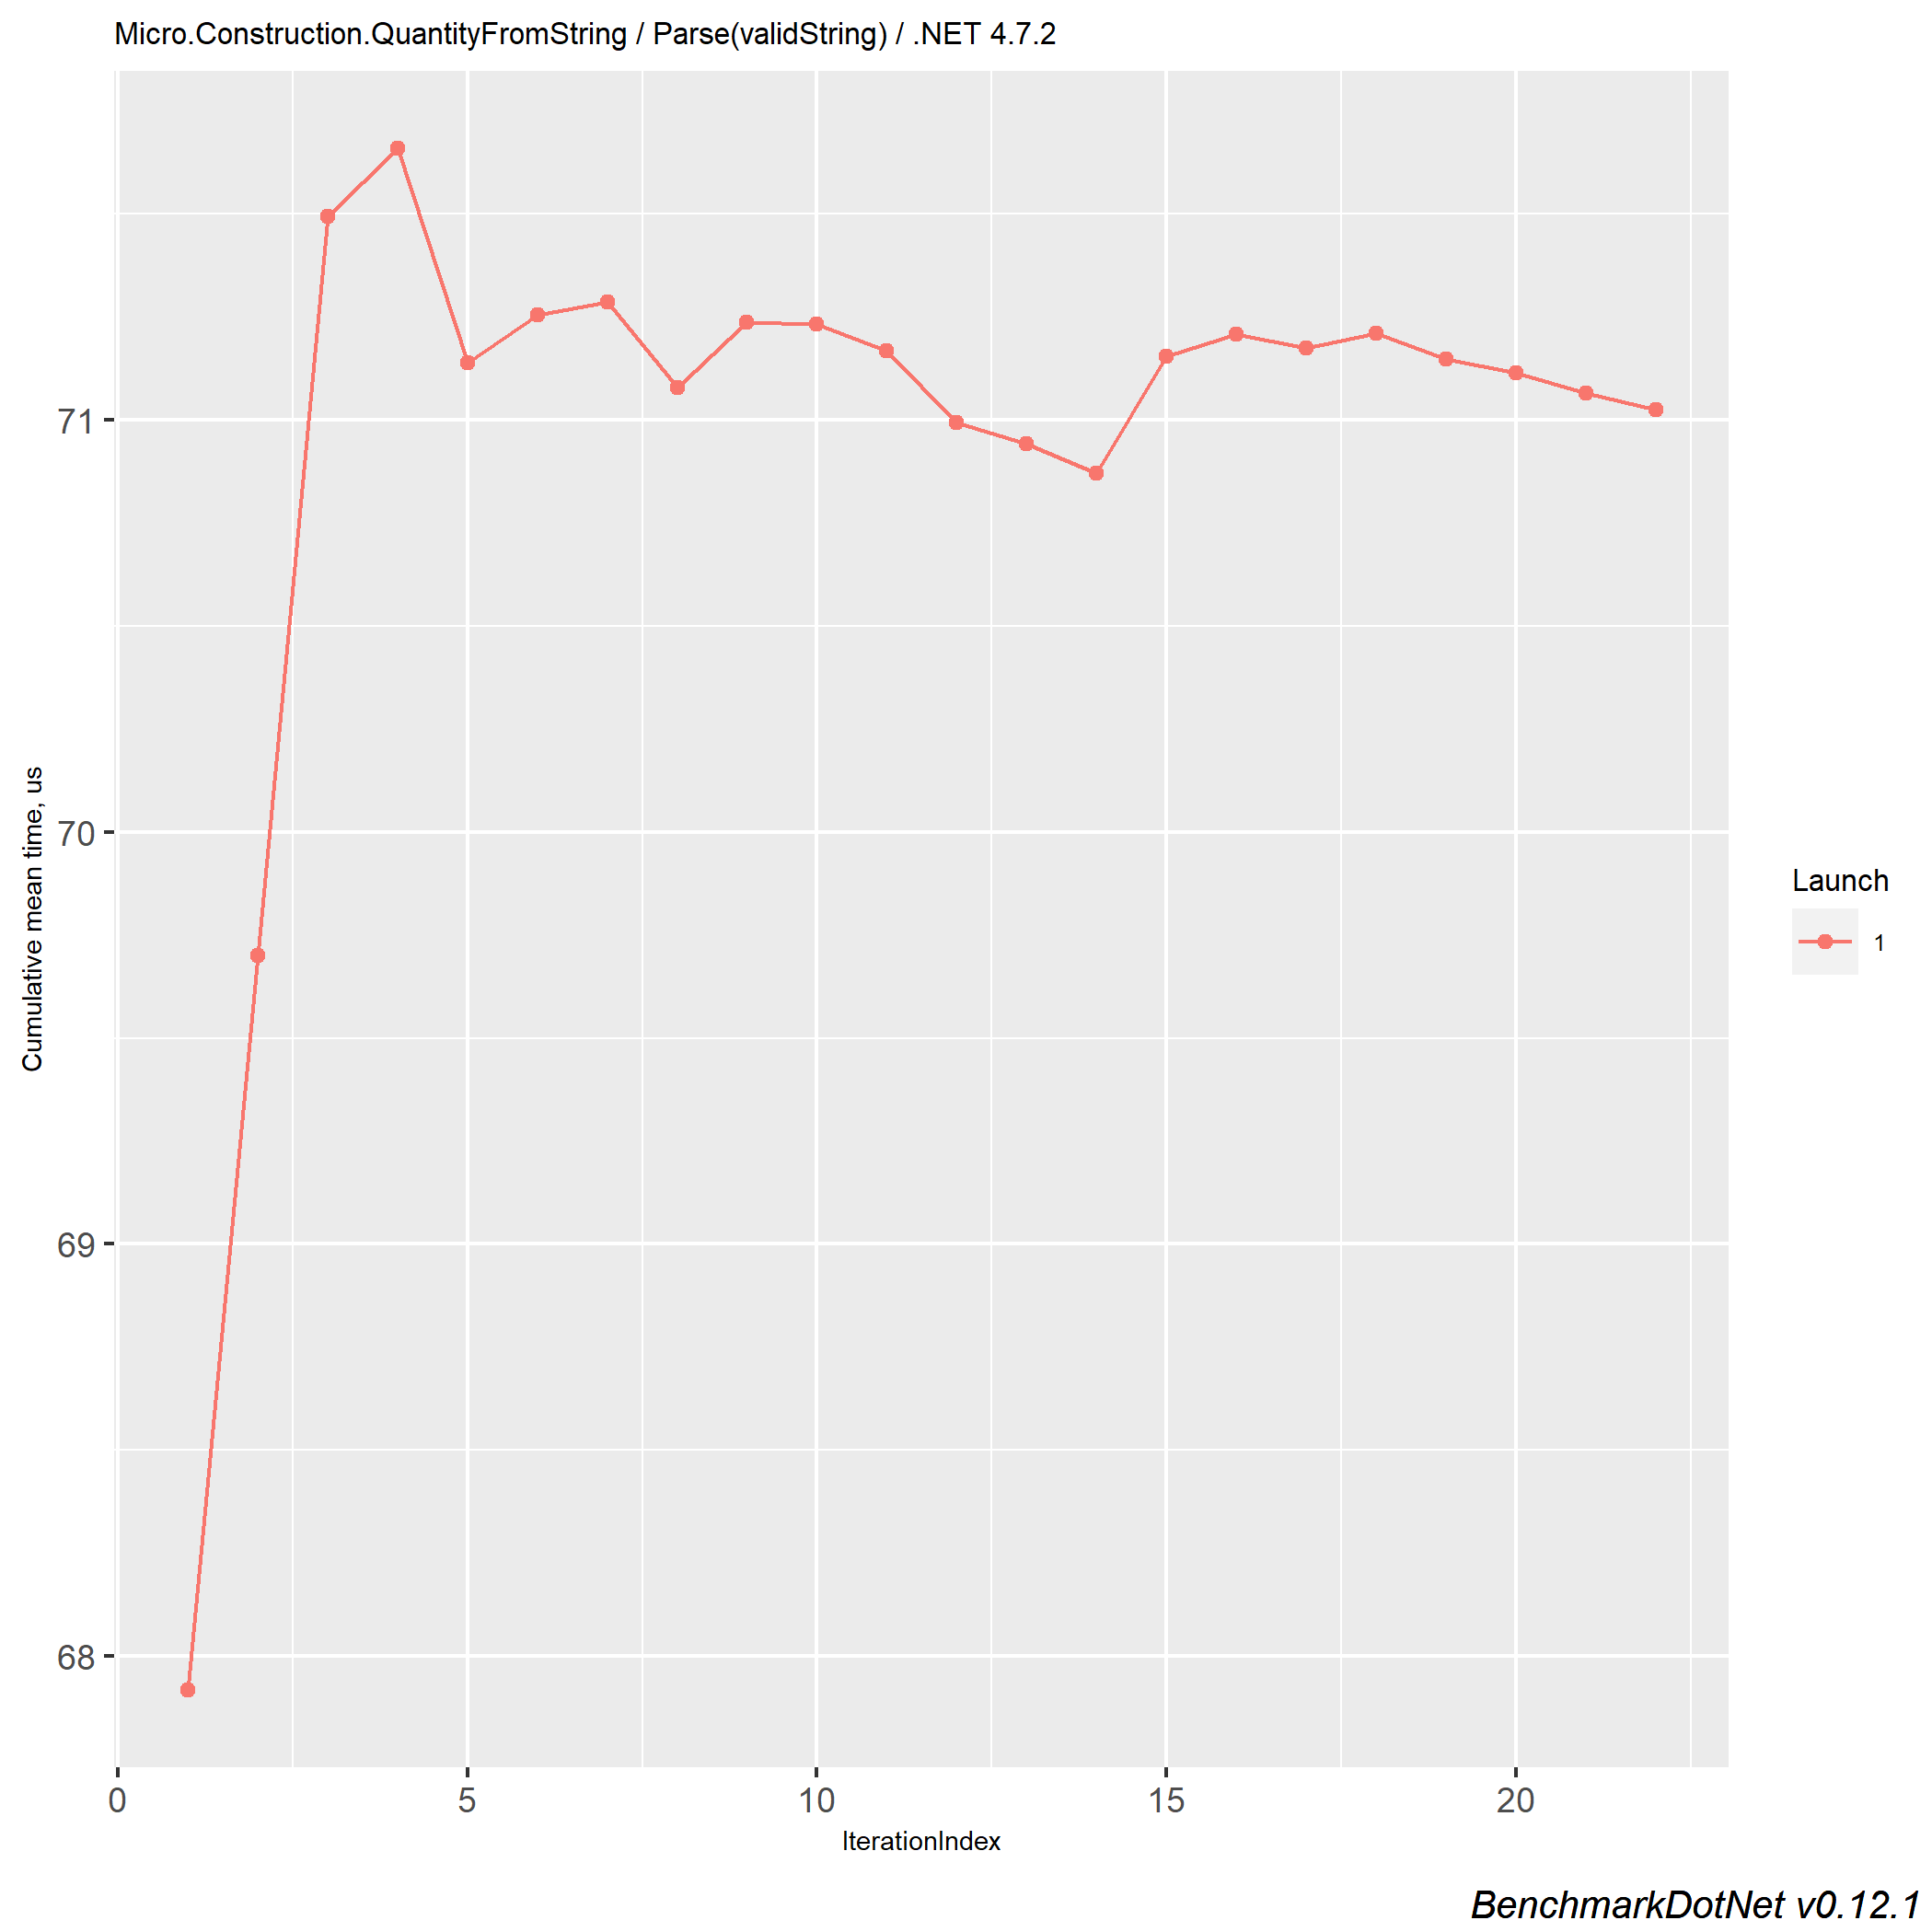 Micro.Construction.QuantityFromString / Parse(validString) / .NET 4.7.2
Cumulative mean time, us
71
70
69
68
0 5 10 15 20
IterationIndex
Launch
1
BenchmarkDotNet v0.12.1